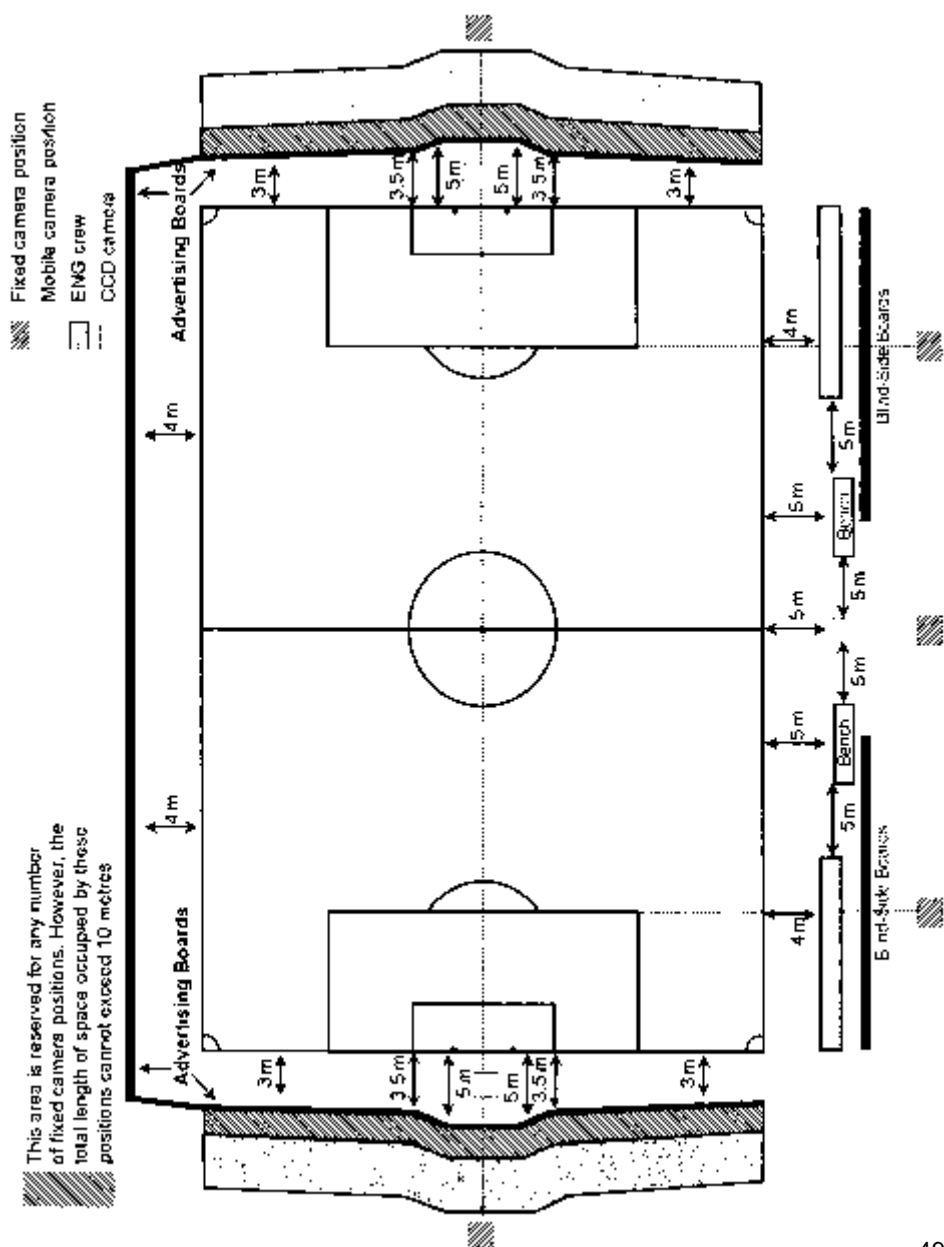 This area is reserved for any number
of fixed camera positions. However, the
total length of space occupied by these
positions cannot exceed 10 metres
Fixed camera position
Mobile camera position
ENG crew
CCD camera
Advertising Boards
4 m
4 m
Advertising Boards
3 m
3.5 m
5 m
5 m
3.5 m
3 m
3 m
3.5 m
5 m
5 m
3.5 m
3 m
4 m
5 m
5 m
5 m
4 m
5 m
Bench
5 m
5 m
Bench
5 m
Blind-Side Boards
Blind-Side Boards